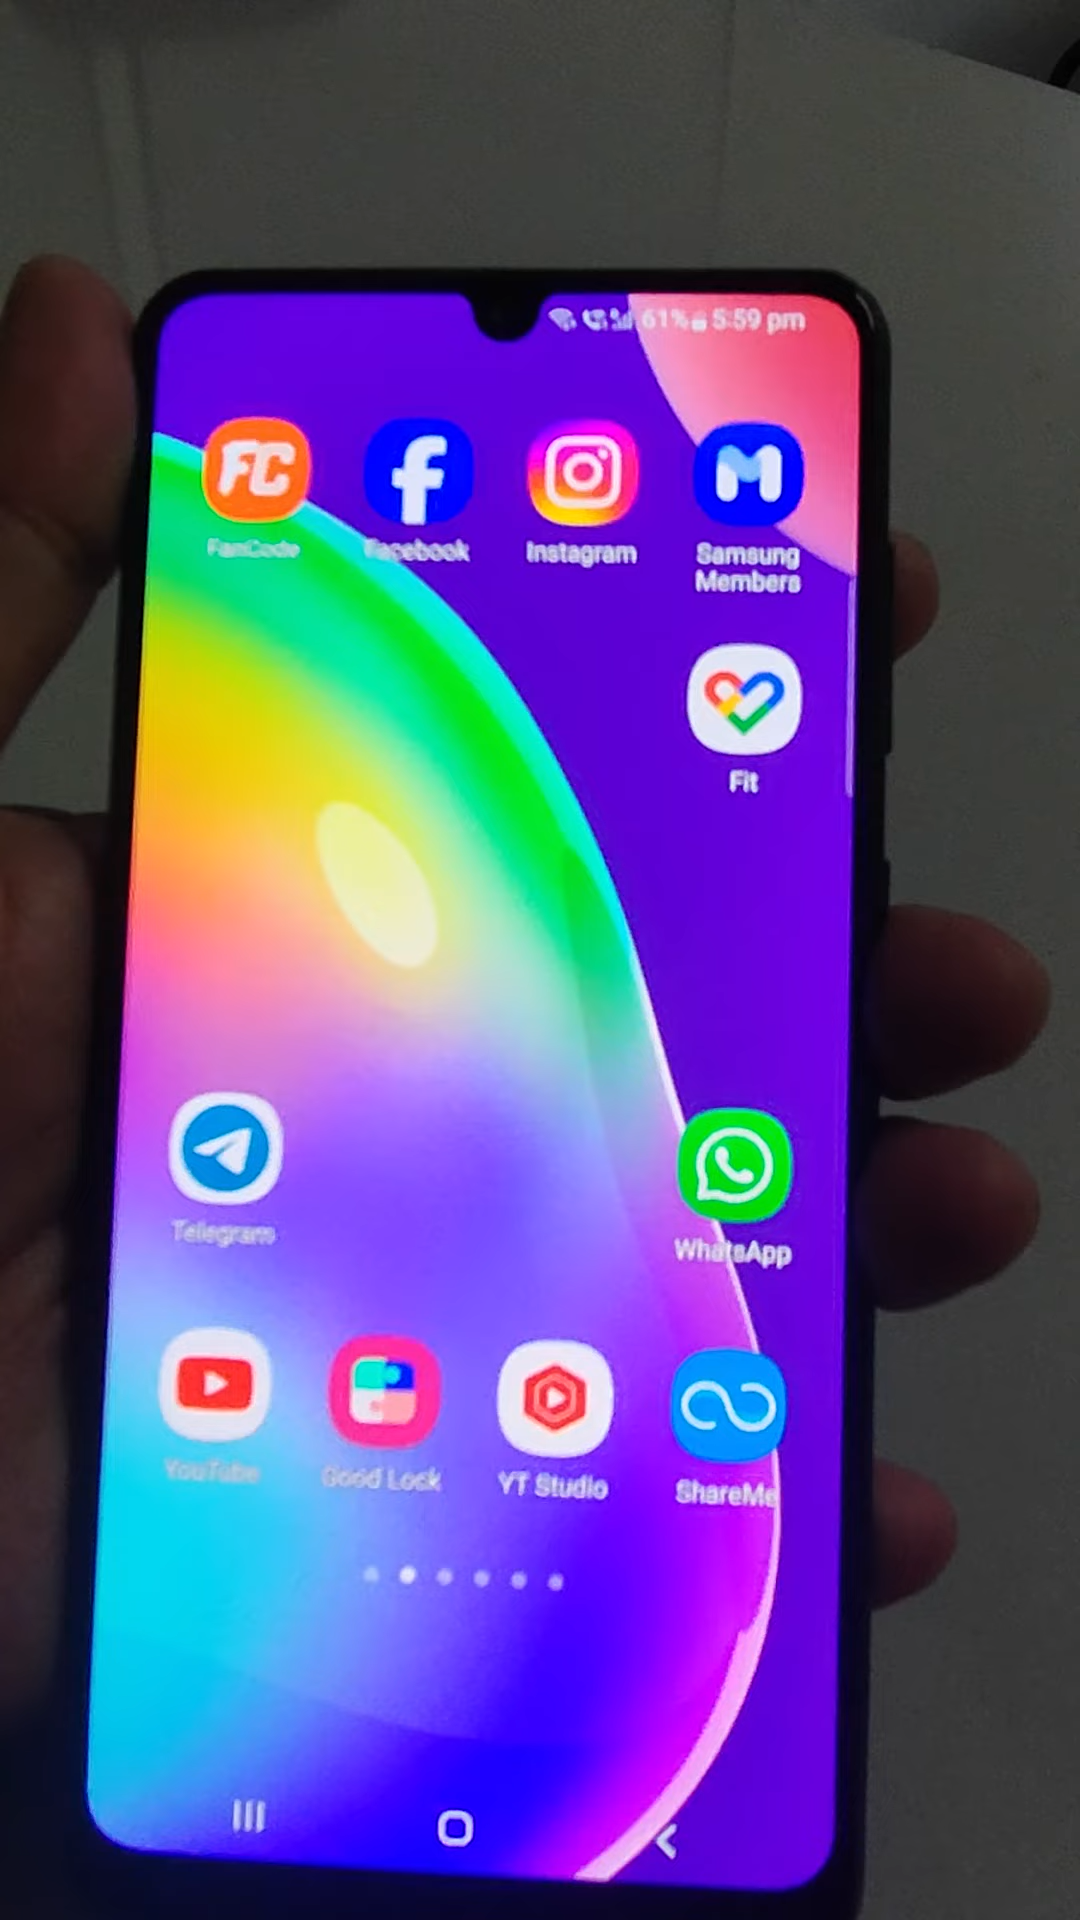 61% 5:59 pm
FC
FanCode
Facebook
Instagram
Samsung
Members
Fit
Telegram
WhatsApp
YouTube
Good Lock
YT Studio
ShareMe